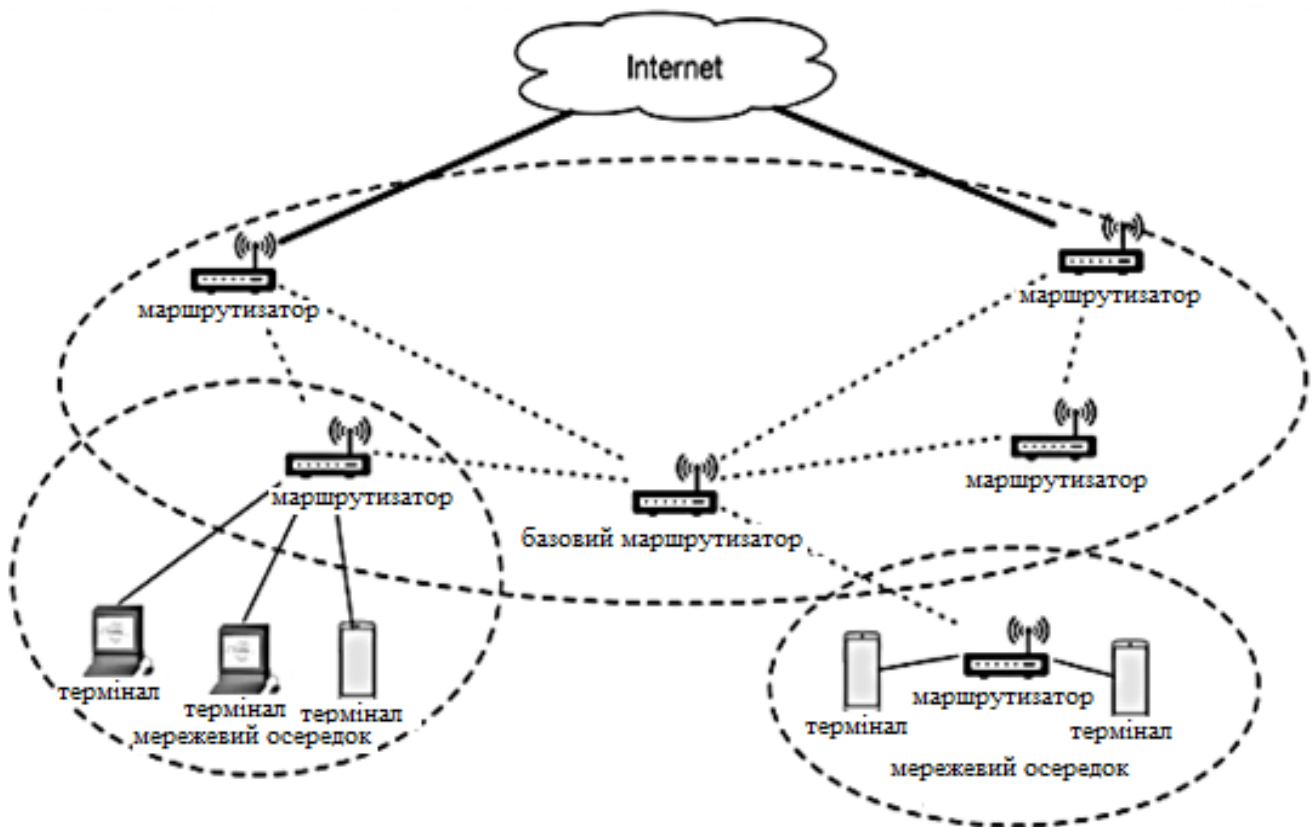 Internet
маршрутизатор
маршрутизатор
маршрутизатор
маршрутизатор
базовий маршрутизатор
термінал
термінал
термінал
мережевий осередок
маршрутизатор
термінал
термінал
мережевий осередок